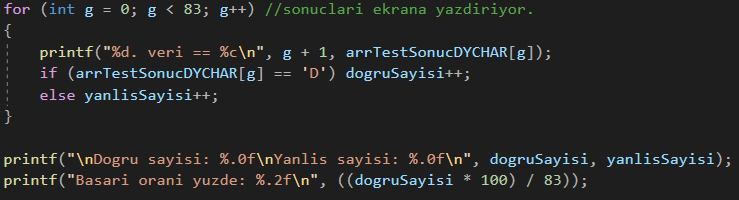 for (int g = 0; g < 83; g++) //sonuclari ekrana yazdiriyor.
{
    printf("%d. veri == %c\n", g + 1, arrTestSonucDYCHAR[g]);
    if (arrTestSonucDYCHAR[g] == 'D') dogruSayisi++;
    else yanlisSayisi++;
}
printf("\nDogru sayisi: %.0f\nYanlis sayisi: %.0f\n", dogruSayisi, yanlisSayisi);
printf("Basari orani yuzde: %.2f\n", ((dogruSayisi * 100) / 83));